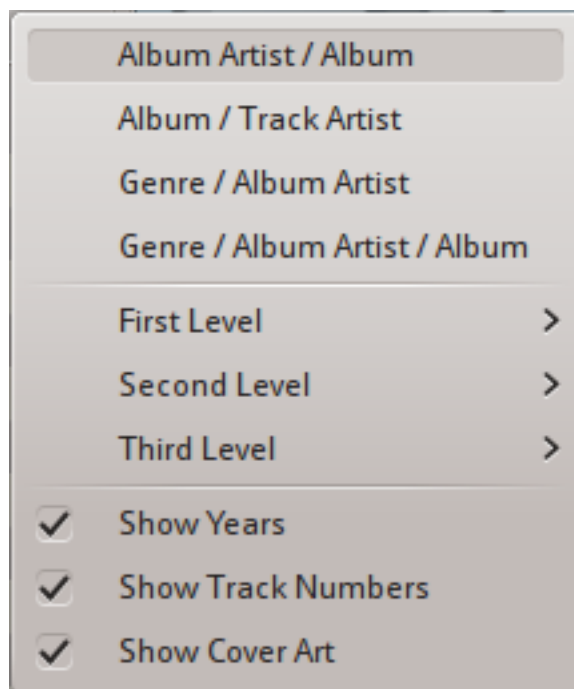 Album Artist / Album
Album / Track Artist
Genre / Album Artist
Genre / Album Artist / Album
First Level
Second Level
Third Level
Show Years
Show Track Numbers
Show Cover Art